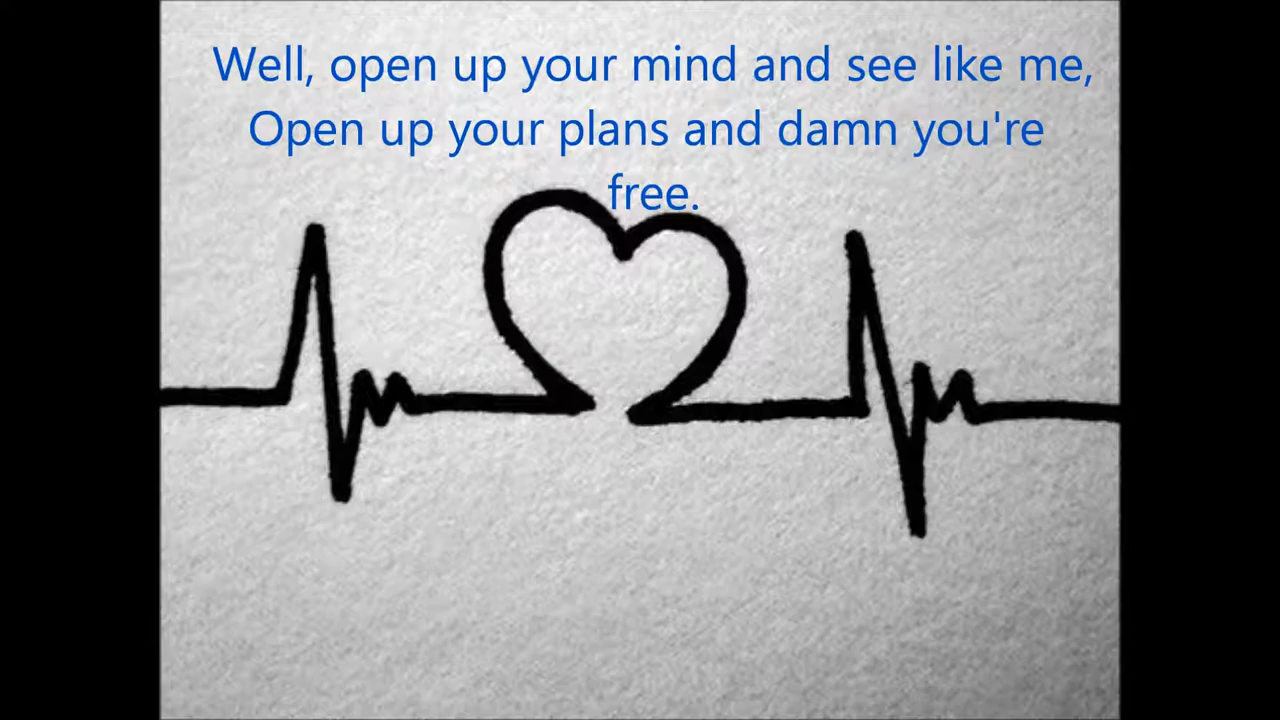 Well, open up your mind and see like me,
Open up your plans and damn you're
free.